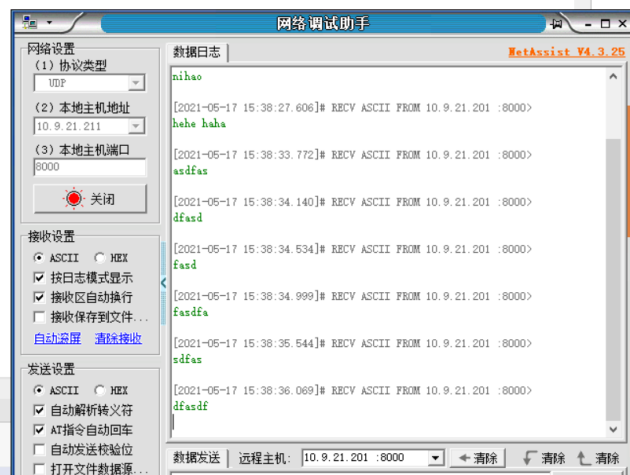 网络调试助手
网络设置
(1) 协议类型
UDP
(2) 本地主机地址
10.9.21.211
(3) 本地主机端口
8000
关闭
接收设置
ASCII HEX
按日志模式显示
接收区自动换行
接收保存到文件...
自动滚屏 清除接收
发送设置
ASCII HEX
自动解析转义符
AT指令自动回车
自动发送校验位
打开文件数据源...
数据日志 NetAssist V4.3.25
nihao
[2021-05-17 15:38:27.606]# RECV ASCII FROM 10.9.21.201 :8000>
hehe haha
[2021-05-17 15:38:33.772]# RECV ASCII FROM 10.9.21.201 :8000>
asdfas
[2021-05-17 15:38:34.140]# RECV ASCII FROM 10.9.21.201 :8000>
dfasd
[2021-05-17 15:38:34.534]# RECV ASCII FROM 10.9.21.201 :8000>
fasd
[2021-05-17 15:38:34.999]# RECV ASCII FROM 10.9.21.201 :8000>
fasdfa
[2021-05-17 15:38:35.544]# RECV ASCII FROM 10.9.21.201 :8000>
sdfas
[2021-05-17 15:38:36.069]# RECV ASCII FROM 10.9.21.201 :8000>
dfasdf
数据发送 远程主机: 10.9.21.201 :8000 清除 清除 清除